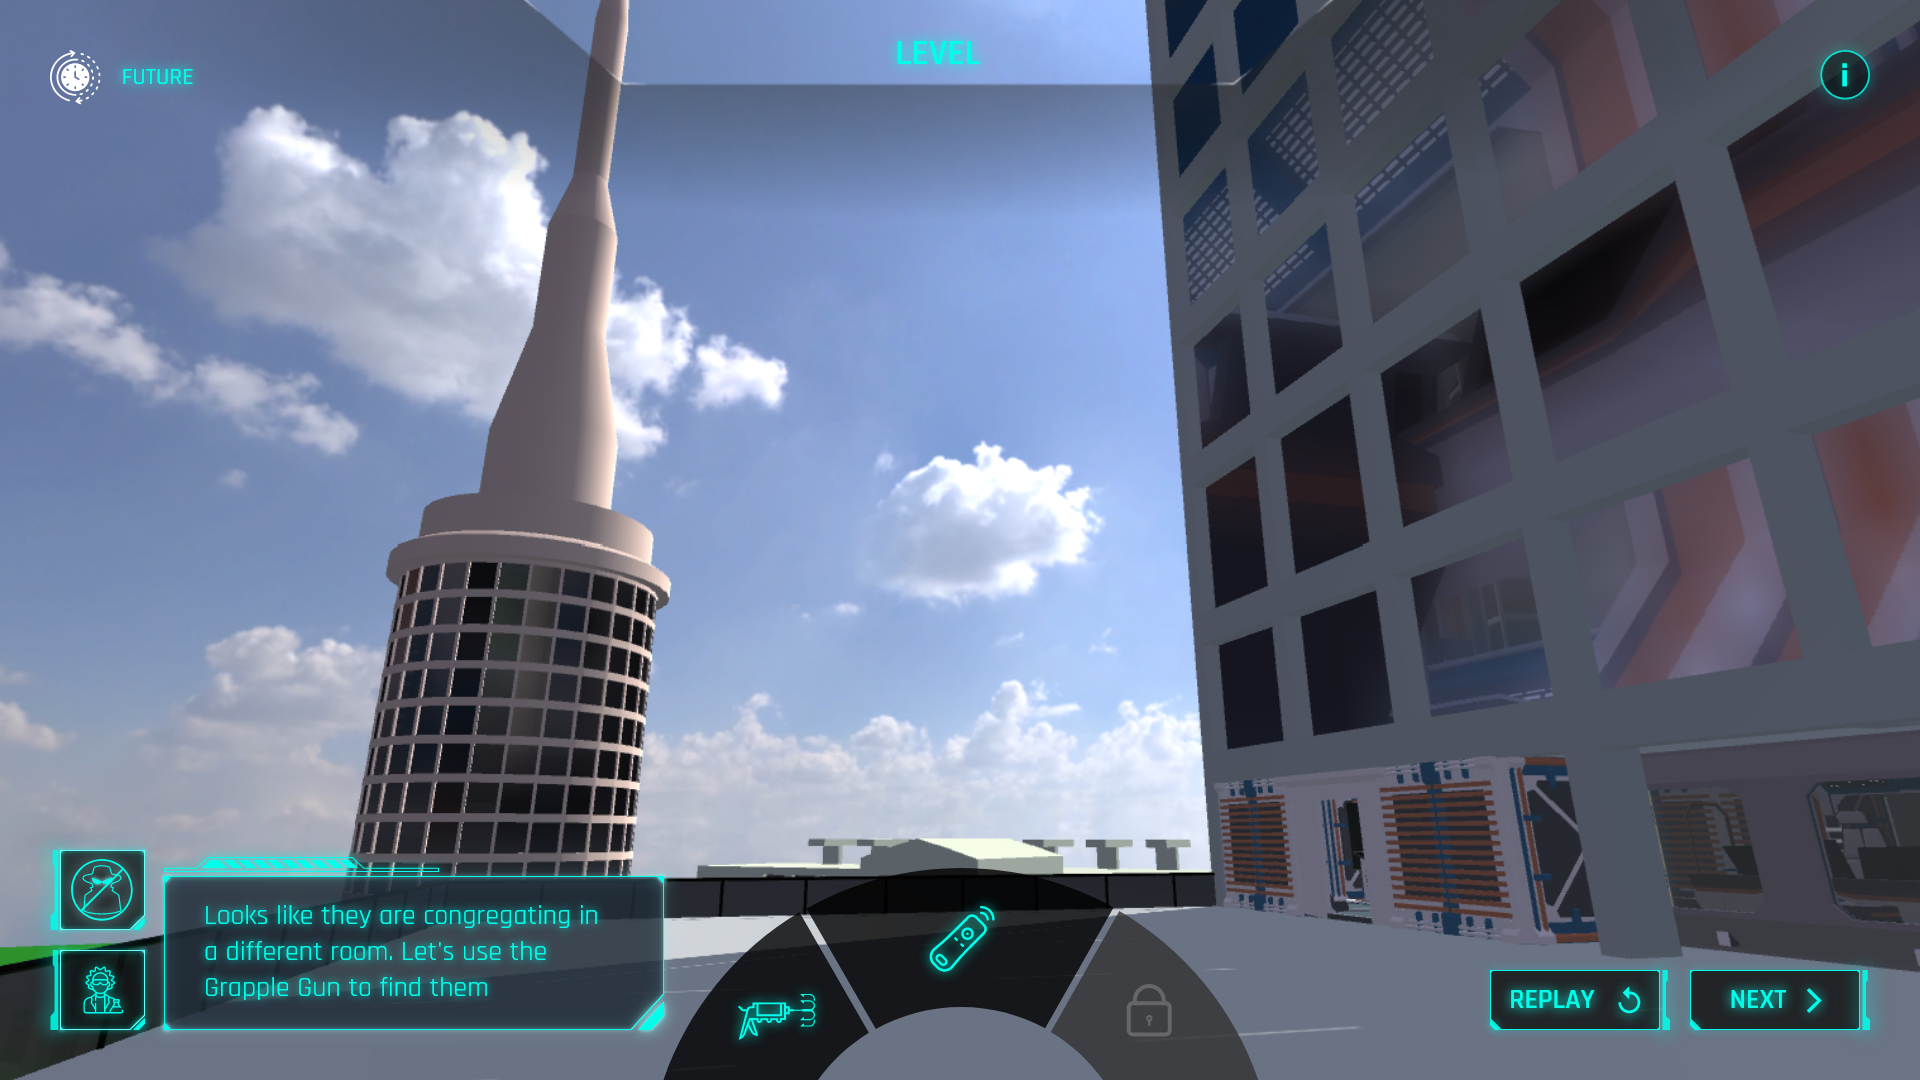 LEVEL
FUTURE
Looks like they are congregating in
a different room. Let's use the
Grapple Gun to find them
REPLAY
NEXT